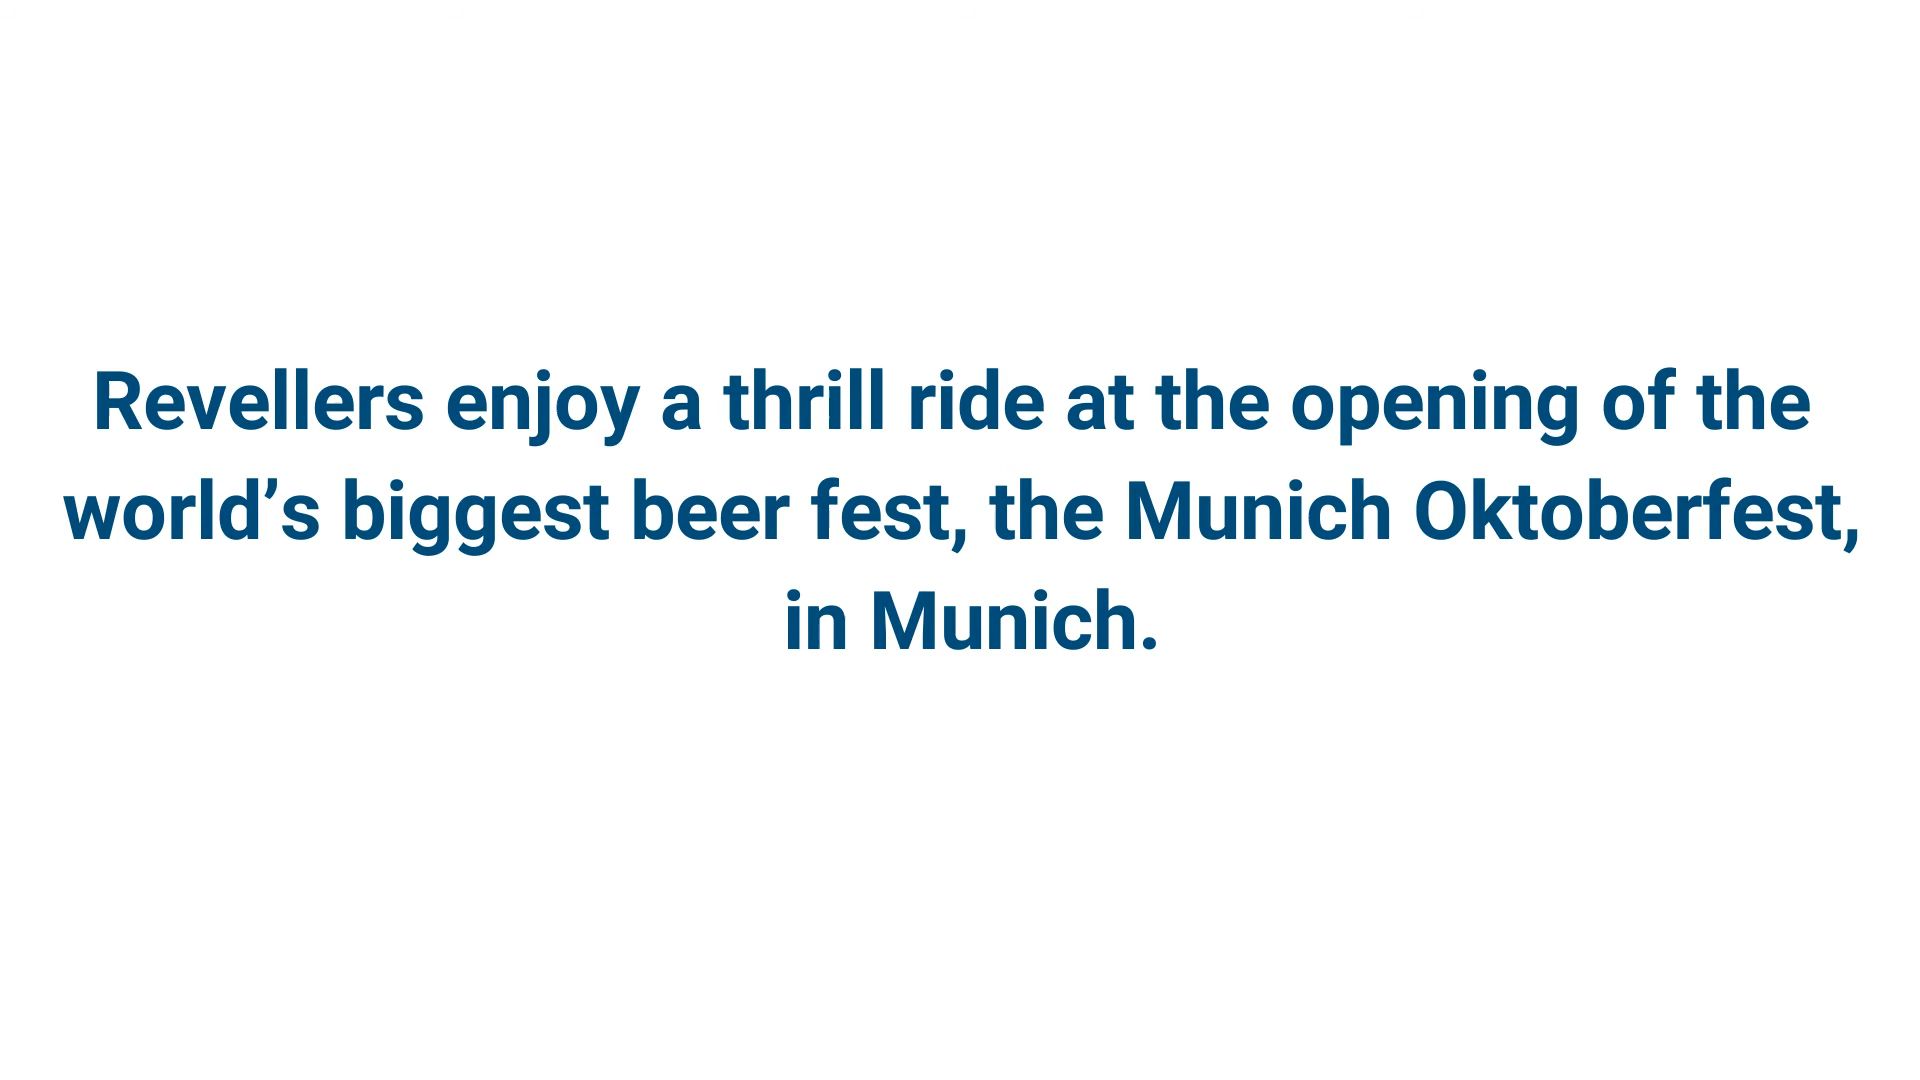 Revellers enjoy a thrill ride at the opening of the
world’s biggest beer fest, the Munich Oktoberfest,
in Munich.